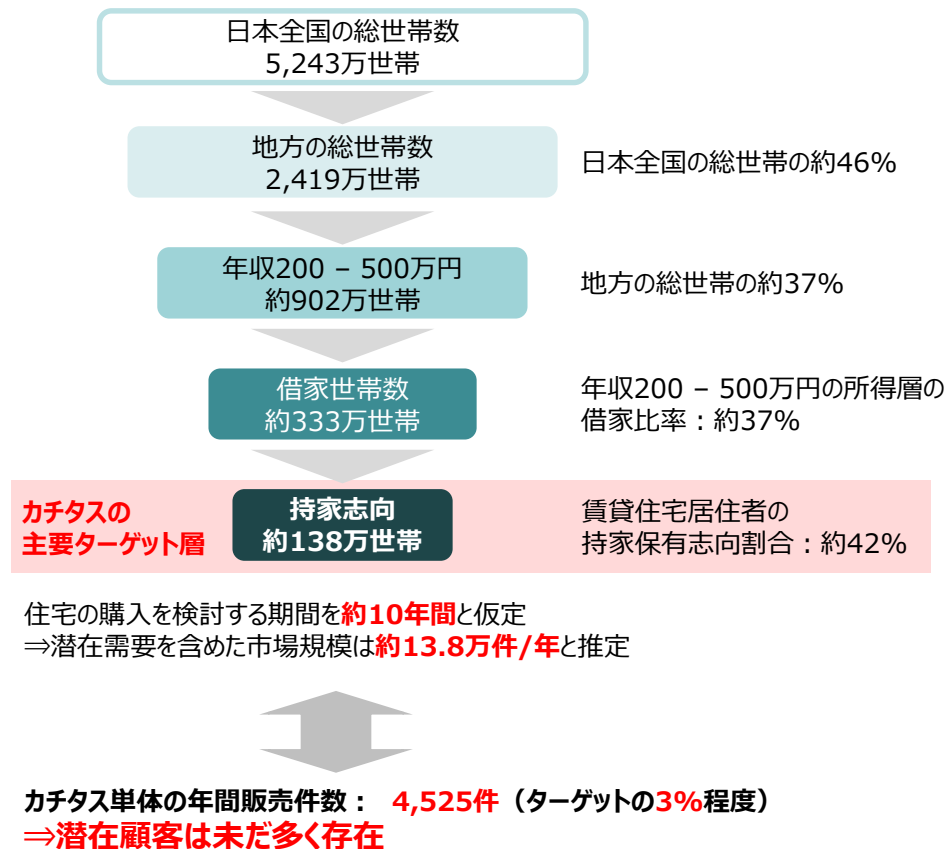 日本全国の総世帯数
5,243万世帯
地方の総世帯数
2,419万世帯
日本全国の総世帯の約46%
年収200 – 500万円
約902万世帯
地方の総世帯の約37%
借家世帯数
約333万世帯
年収200 – 500万円の所得層の
借家比率：約37%
カチタスの
主要ターゲット層
持家志向
約138万世帯
賃貸住宅居住者の
持家保有志向割合：約42%
住宅の購入を検討する期間を約10年間と仮定
⇒潜在需要を含めた市場規模は約13.8万件/年と推定
カチタス単体の年間販売件数： 4,525件（ターゲットの3%程度）
⇒潜在顧客は未だ多く存在